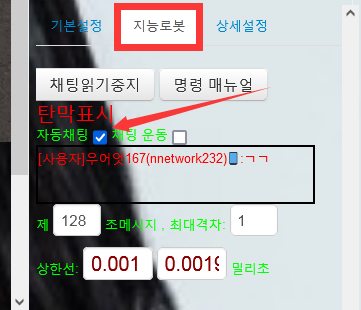 기본설정 지능로봇 상세설정
채팅읽기중지 명령 매뉴얼
탄막표시
자동채팅 채팅 운동
[사용자]우어엇167(nnetwork232):ㄱㄱ
제 128 조메시지 , 최대격차: 1
상한선: 0.001 0.0019 밀리초